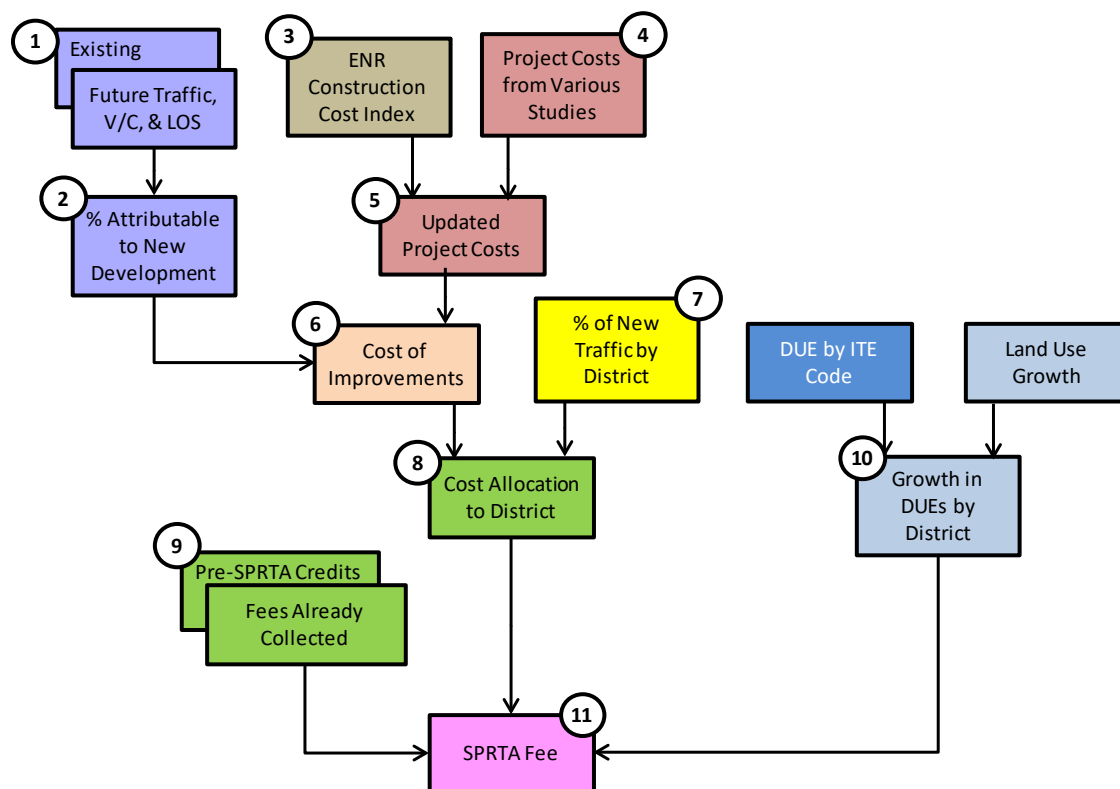 1
Existing
Future Traffic,
V/C, & LOS
3
ENR
Construction
Cost Index
4
Project Costs
from Various
Studies
2
% Attributable
to New
Development
5
Updated
Project Costs
6
Cost of
Improvements
7
% of New
Traffic by
District
DUE by ITE
Code
Land Use
Growth
8
Cost Allocation
to District
10
Growth in
DUEs by
District
9
Pre-SPRTA Credits
Fees Already
Collected
11
SPRTA Fee